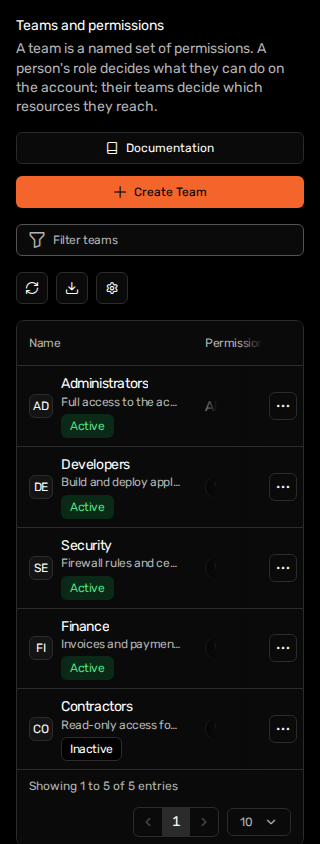 Teams and permissions
A team is a named set of permissions. A
person's role decides what they can do on
the account; their teams decide which
resources they reach.
Documentation
Create Team
Filter teams
Name
AD
Administrators
Full access to the ac...
Active
DE
Developers
Build and deploy appl...
Active
SE
Security
Firewall rules and ce...
Active
FI
Finance
Invoices and paymen...
Active
CO
Contractors
Read-only access fo...
Inactive
Showing 1 to 5 of 5 entries
1
10